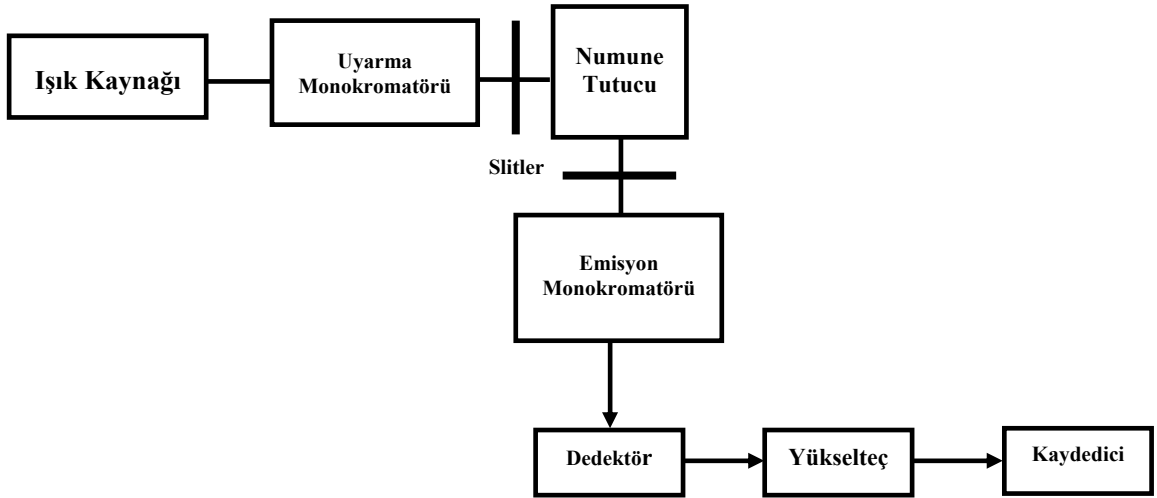 Işık Kaynağı
Uyarma
Monokromatörü
Numune
Tutucu
Slitler
Emisyon
Monokromatörü
Dedektör
Yükselteç
Kaydedici